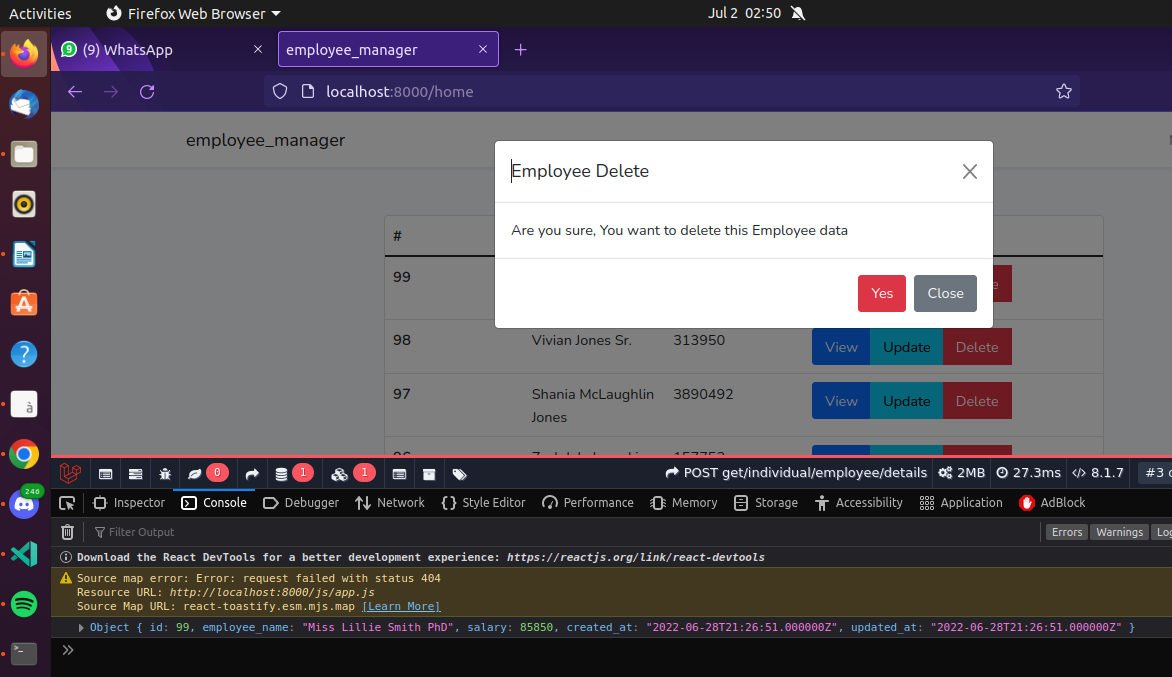 Activities
Firefox Web Browser
Jul 2 02:50
9
(9) WhatsApp
employee_manager
localhost:8000/home
employee_manager
Employee Delete
Are you sure, You want to delete this Employee data
Yes
Close
#
99
98
Vivian Jones Sr.
313950
View
Update
Delete
97
Shania McLaughlin
Jones
3890492
View
Update
Delete
0
1
1
POST get/individual/employee/details
2MB
27.3ms
8.1.7
#3
Inspector
Console
Debugger
Network
Style Editor
Performance
Memory
Storage
Accessibility
Application
AdBlock
Filter Output
Errors
Warnings
Download the React DevTools for a better development experience: https://reactjs.org/link/react-devtools
Source map error: Error: request failed with status 404
Resource URL: http://localhost:8000/js/app.js
Source Map URL: react-toastify.esm.mjs.map [Learn More]
Object { id: 99, employee_name: "Miss Lillie Smith PhD", salary: 85850, created_at: "2022-06-28T21:26:51.000000Z", updated_at: "2022-06-28T21:26:51.000000Z" }
246